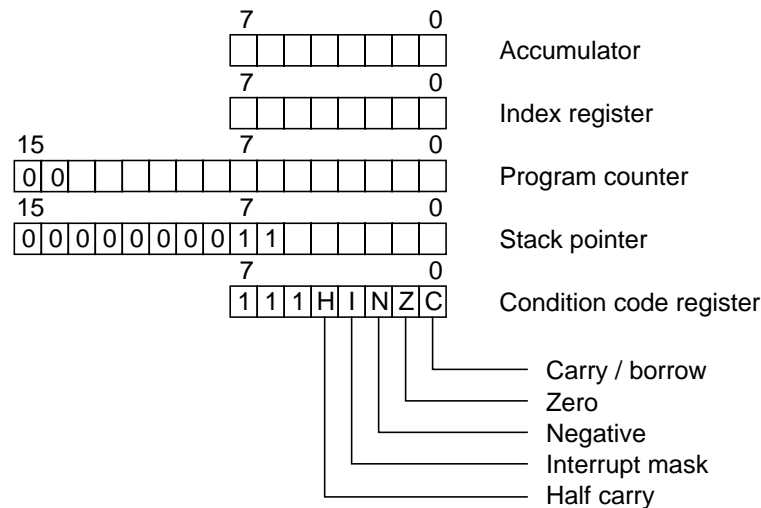 7 0
Accumulator
7 0
Index register
15 7 0
0 0 Program counter
15 7 0
0 0 0 0 0 0 0 0 1 1 Stack pointer
7 0
1 1 1 H I N Z C Condition code register
Carry / borrow
Zero
Negative
Interrupt mask
Half carry